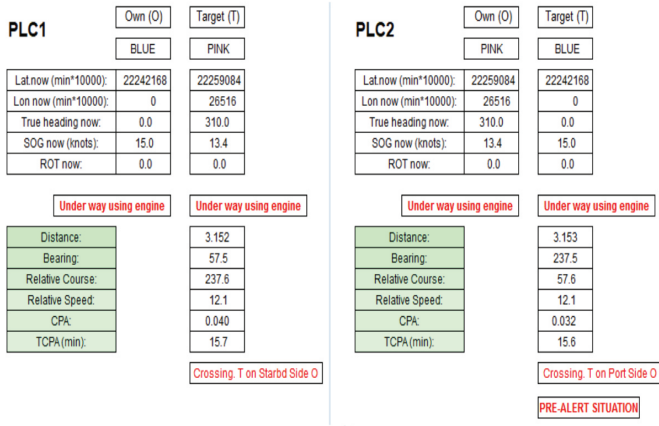 PLC1
Own (O) Target (T)
BLUE PINK
Lat.now (min*10000): 22242168 22259084
Lon now (min*10000): 0 26516
True heading now: 0.0 310.0
SOG now (knots): 15.0 13.4
ROT now: 0.0 0.0
Under way using engine Under way using engine
Distance: 3.152
Bearing: 57.5
Relative Course: 237.6
Relative Speed: 12.1
CPA: 0.040
TCPA (min): 15.7
Crossing. T on Starbd Side O
PLC2
Own (O) Target (T)
PINK BLUE
Lat.now (min*10000): 22259084 22242168
Lon now (min*10000): 26516 0
True heading now: 310.0 0.0
SOG now (knots): 13.4 15.0
ROT now: 0.0 0.0
Under way using engine Under way using engine
Distance: 3.153
Bearing: 237.5
Relative Course: 57.6
Relative Speed: 12.1
CPA: 0.032
TCPA (min): 15.6
Crossing. T on Port Side O
PRE-ALERT SITUATION